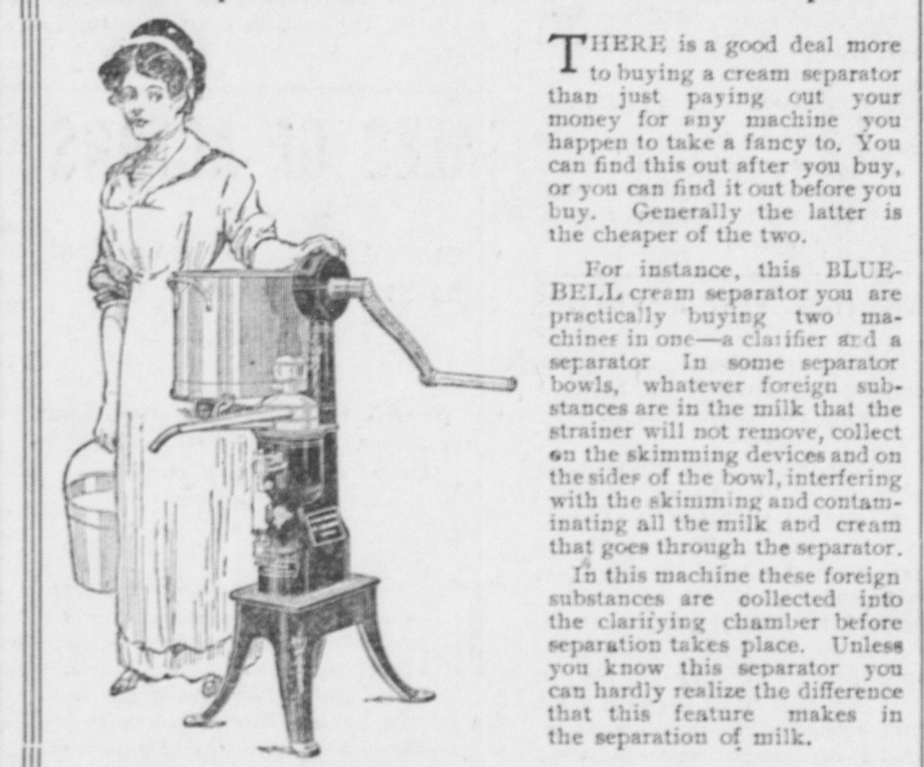 THERE is a good deal more
to buying a cream separator
than just paying out your
money for any machine you
happen to take a fancy to. You
can find this out after you buy,
or you can find it out before you
buy. Generally the latter is
the cheaper of the two.
For instance, this BLUE-
BELL cream separator you are
practically buying two ma-
chines in one—a clarifier and a
separator In some separator
bowls, whatever foreign sub-
stances are in the milk that the
strainer will not remove, collect
on the skimming devices and on
the sides of the bowl, interfering
with the skimming and contam-
inating all the milk and cream
that goes through the separator.
In this machine these foreign
substances are collected into
the clarifying chamber before
separation takes place. Unless
you know this separator you
can hardly realize the difference
that this feature makes in
the separation of milk.